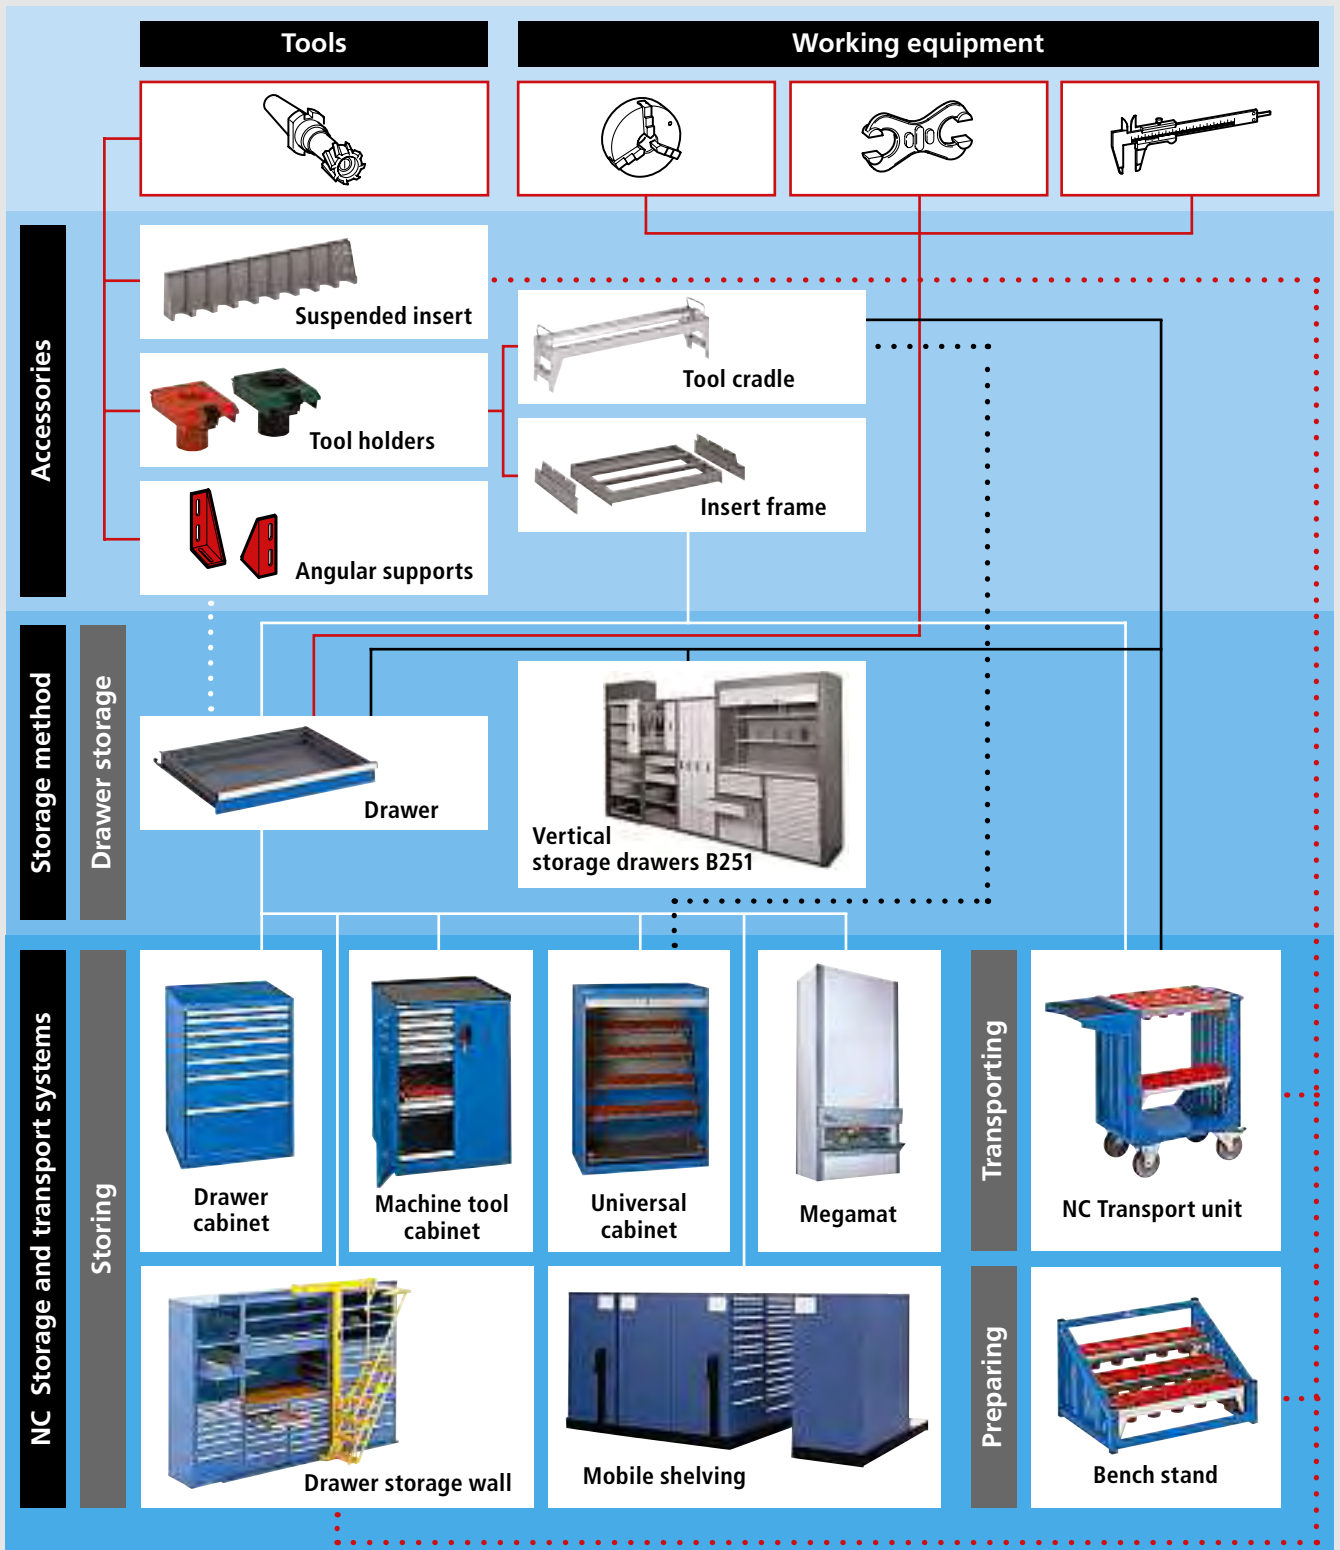 Tools
Working equipment
Accessories
Suspended insert
Tool holders
Angular supports
Tool cradle
Insert frame
Storage method
Drawer storage
Drawer
Vertical
storage drawers B251
NC Storage and transport systems
Storing
Drawer
cabinet
Machine tool
cabinet
Universal
cabinet
Megamat
Transporting
NC Transport unit
Drawer storage wall
Mobile shelving
Preparing
Bench stand